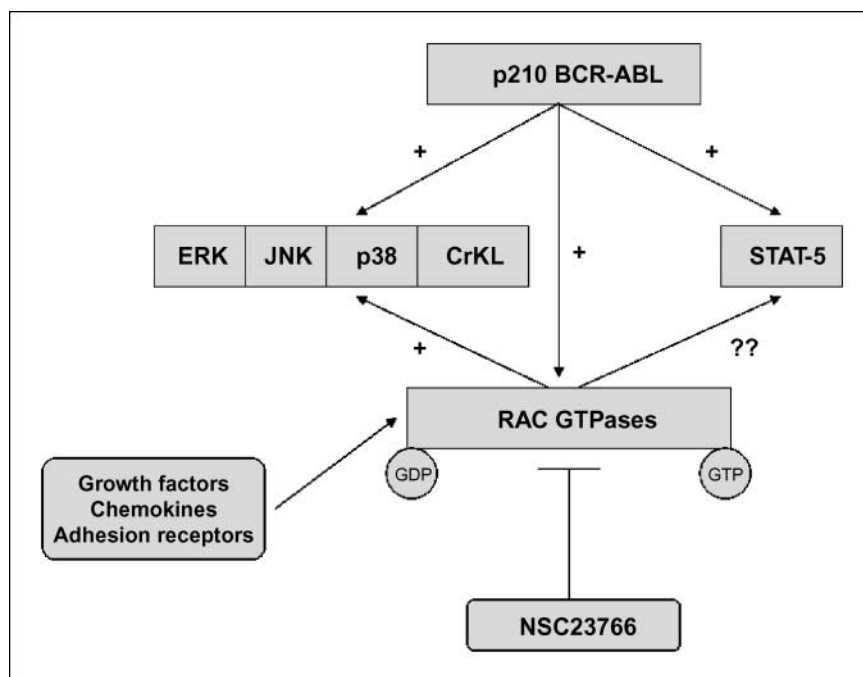 p210 BCR-ABL
+
+
ERK JNK p38 CrKL
+
STAT-5
+
??
RAC GTPases
GDP
GTP
Growth factors
Chemokines
Adhesion receptors
NSC23766